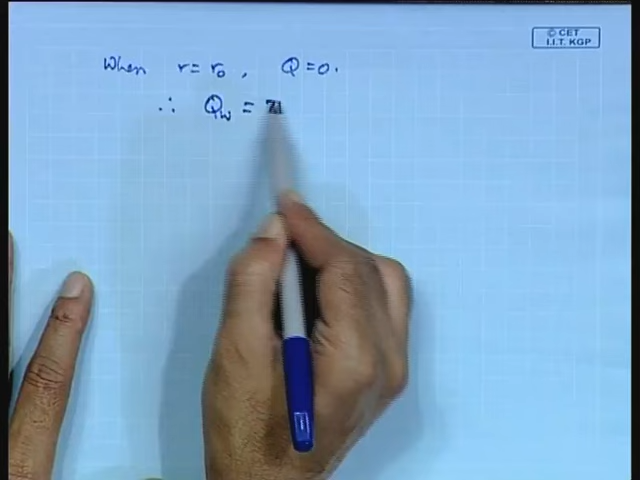 © CET
I.I.T. KGP
When r = r₀ , Q = 0.
∴ Q_w =